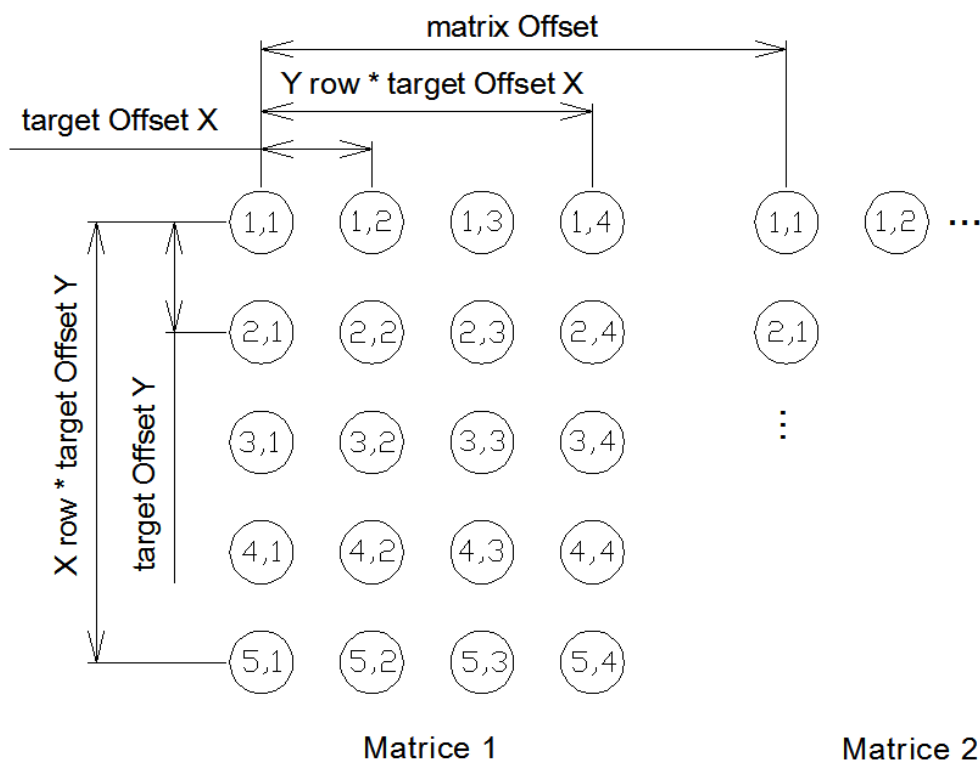 matrix Offset
Y row * target Offset X
target Offset X
1,1 1,2 1,3 1,4 1,1 1,2 ...
X row * target Offset Y
target Offset Y
2,1 2,2 2,3 2,4 2,1
3,1 3,2 3,3 3,4 ...
4,1 4,2 4,3 4,4
5,1 5,2 5,3 5,4
Matrice 1 Matrice 2